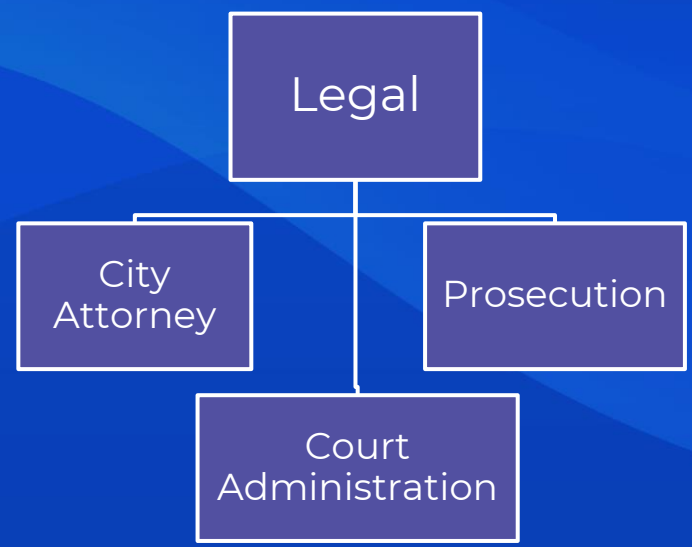 Legal
City
Attorney
Prosecution
Court
Administration